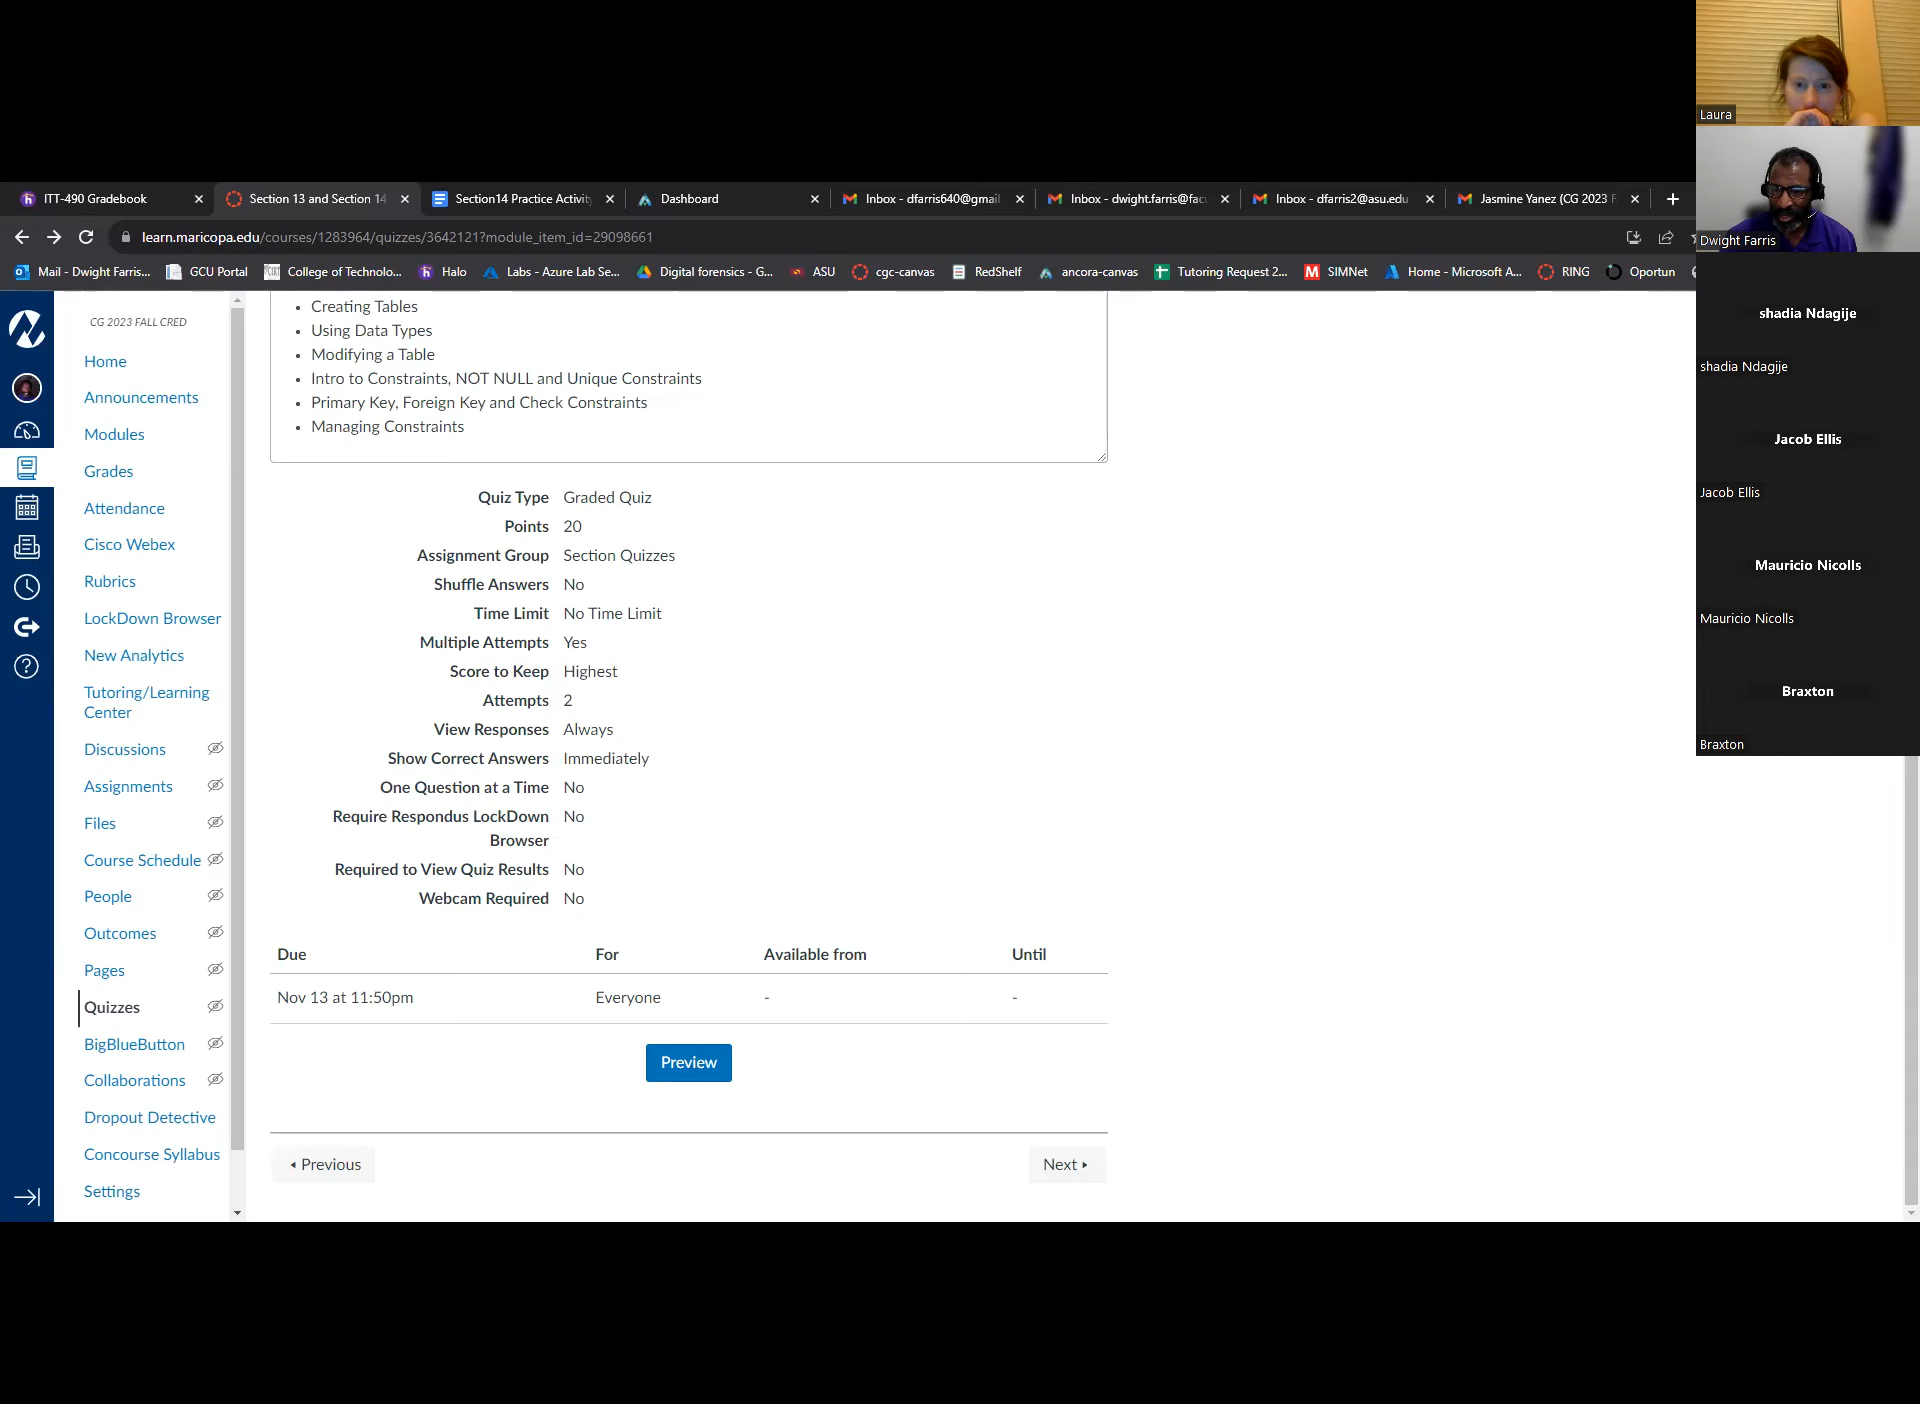 Laura
Dwight Farris
shadia Ndagije
shadia Ndagije
Jacob Ellis
Jacob Ellis
Mauricio Nicolls
Mauricio Nicolls
Braxton
Braxton
ITT-490 Gradebook
Section 13 and Section 14
Section14 Practice Activity
Dashboard
Inbox - dfarris640@gmail
Inbox - dwight.farris@fac
Inbox - dfarris2@asu.edu
Jasmine Yanez (CG 2023 F
learn.maricopa.edu/courses/1283964/quizzes/3642121?module_item_id=29098661
Mail - Dwight Farris...
GCU Portal
College of Technolo...
Halo
Labs - Azure Lab Se...
Digital forensics - G...
ASU
cgc-canvas
RedShelf
ancora-canvas
Tutoring Request 2...
SIMNet
Home - Microsoft A...
RING
Oportun
CG 2023 FALL CRED
Home
Announcements
Modules
Grades
Attendance
Cisco Webex
Rubrics
LockDown Browser
New Analytics
Tutoring/Learning
Center
Discussions
Assignments
Files
Course Schedule
People
Outcomes
Pages
Quizzes
BigBlueButton
Collaborations
Dropout Detective
Concourse Syllabus
Settings
• Creating Tables
• Using Data Types
• Modifying a Table
• Intro to Constraints, NOT NULL and Unique Constraints
• Primary Key, Foreign Key and Check Constraints
• Managing Constraints
Quiz Type Graded Quiz
Points 20
Assignment Group Section Quizzes
Shuffle Answers No
Time Limit No Time Limit
Multiple Attempts Yes
Score to Keep Highest
Attempts 2
View Responses Always
Show Correct Answers Immediately
One Question at a Time No
Require Respondus LockDown No
Browser
Required to View Quiz Results No
Webcam Required No
Due For Available from Until
Nov 13 at 11:50pm Everyone - -
Preview
Previous
Next